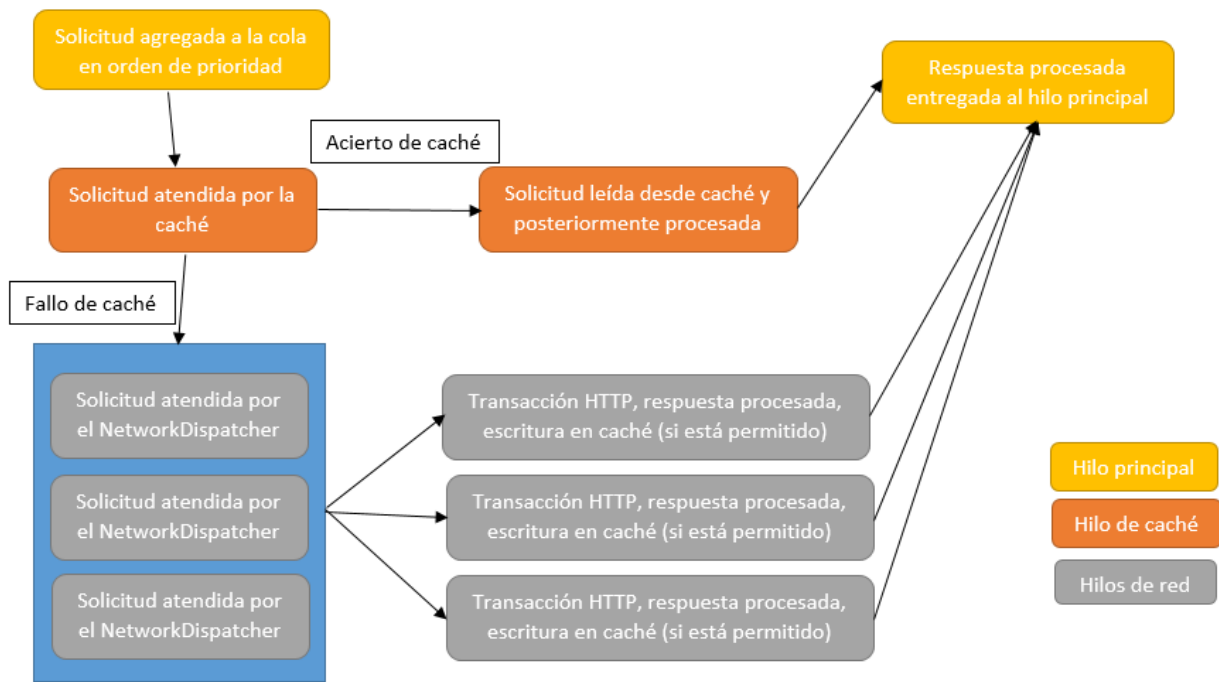 Solicitud agregada a la cola
en orden de prioridad
Respuesta procesada
entregada al hilo principal
Acierto de caché
Solicitud atendida por la
caché
Solicitud leída desde caché y
posteriormente procesada
Fallo de caché
Solicitud atendida por
el NetworkDispatcher
Transacción HTTP, respuesta procesada,
escritura en caché (si está permitido)
Solicitud atendida por
el NetworkDispatcher
Transacción HTTP, respuesta procesada,
escritura en caché (si está permitido)
Solicitud atendida por
el NetworkDispatcher
Transacción HTTP, respuesta procesada,
escritura en caché (si está permitido)
Hilo principal
Hilo de caché
Hilos de red